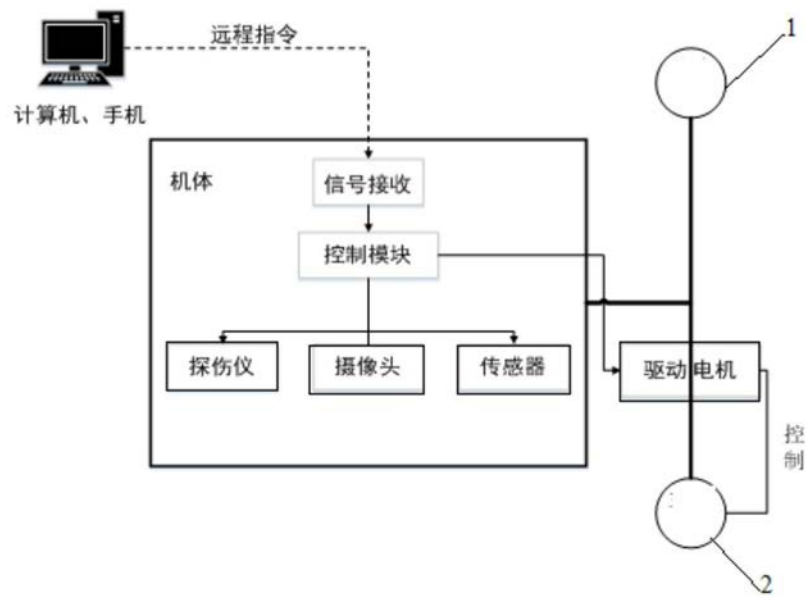 远程指令
1
计算机、手机
机体
信号接收
控制模块
探伤仪
摄像头
传感器
驱动电机
控
制
2